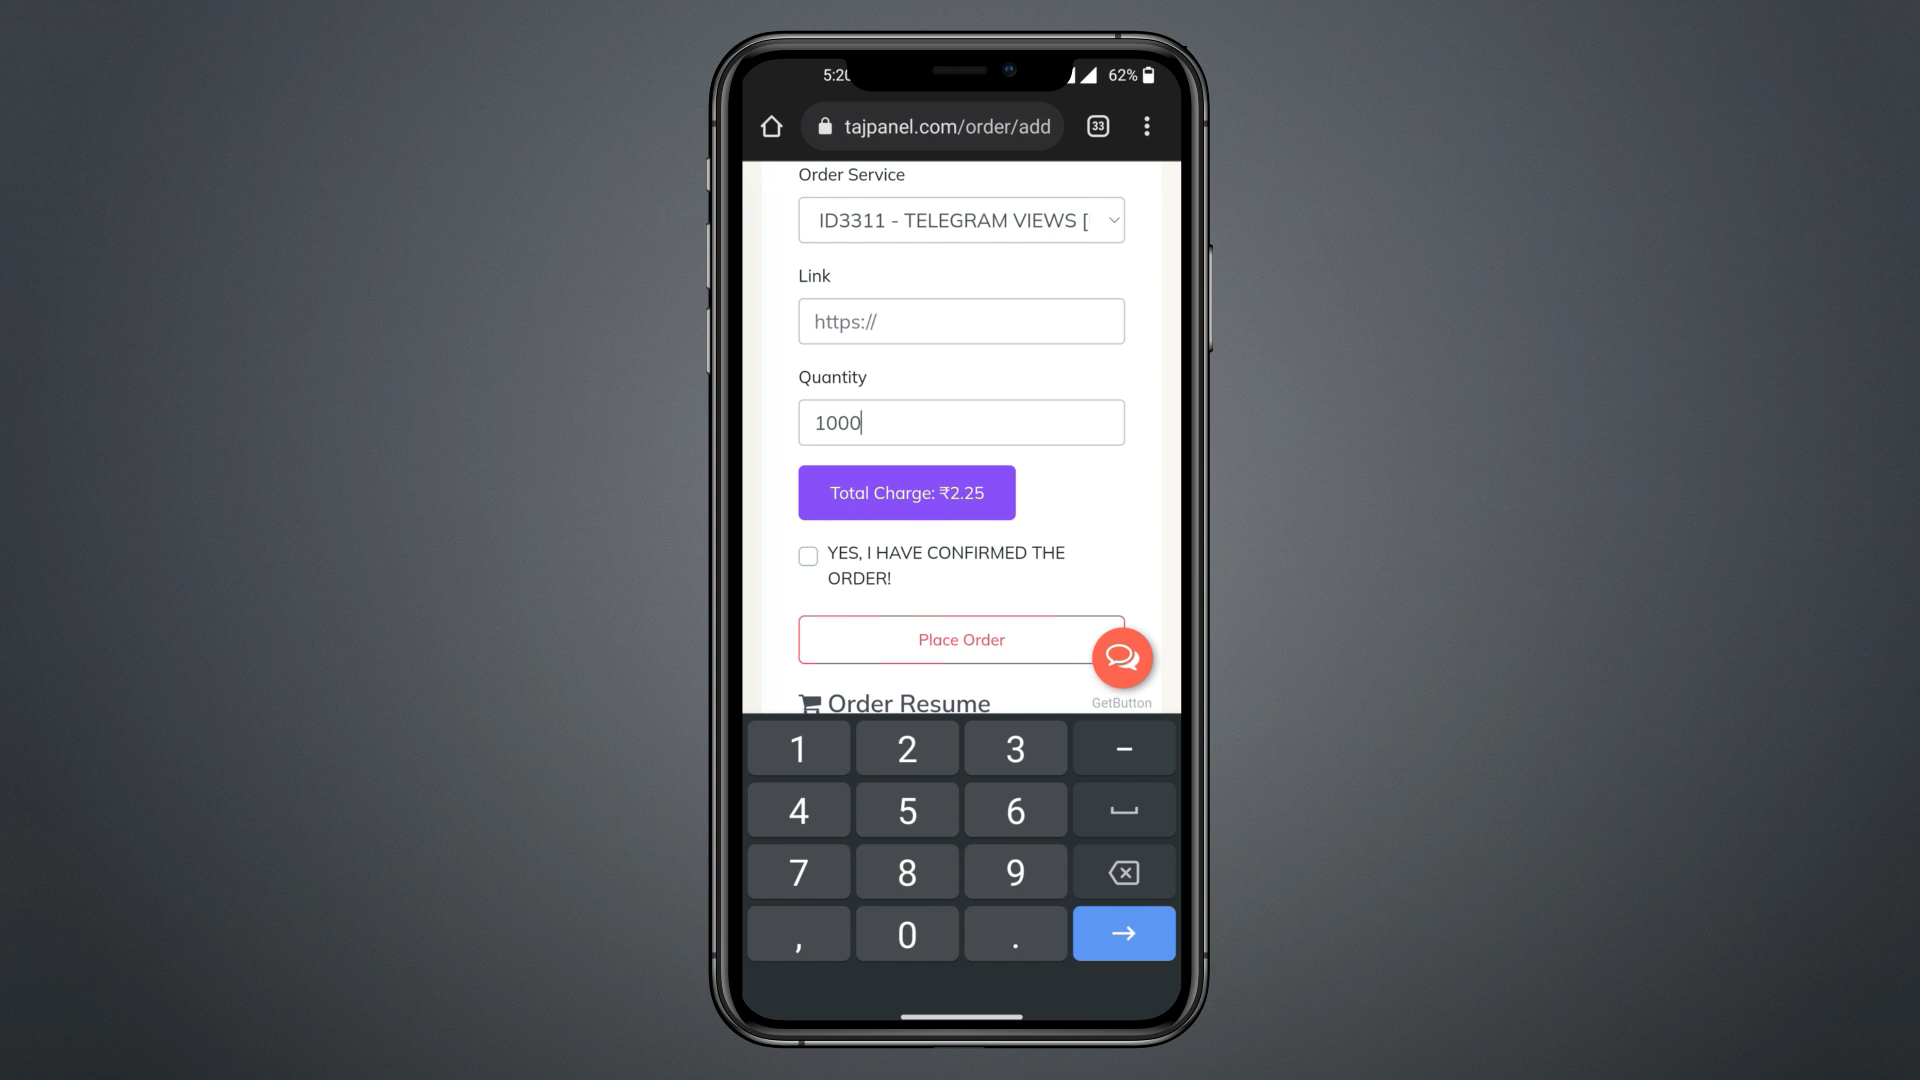 5:20
62%
tajpanel.com/order/add
33
Order Service
ID3311 - TELEGRAM VIEWS [
Link
https://
Quantity
1000
Total Charge: ₹2.25
YES, I HAVE CONFIRMED THE
ORDER!
Place Order
Order Resume
GetButton
1 2 3 –
4 5 6
7 8 9
, 0 .